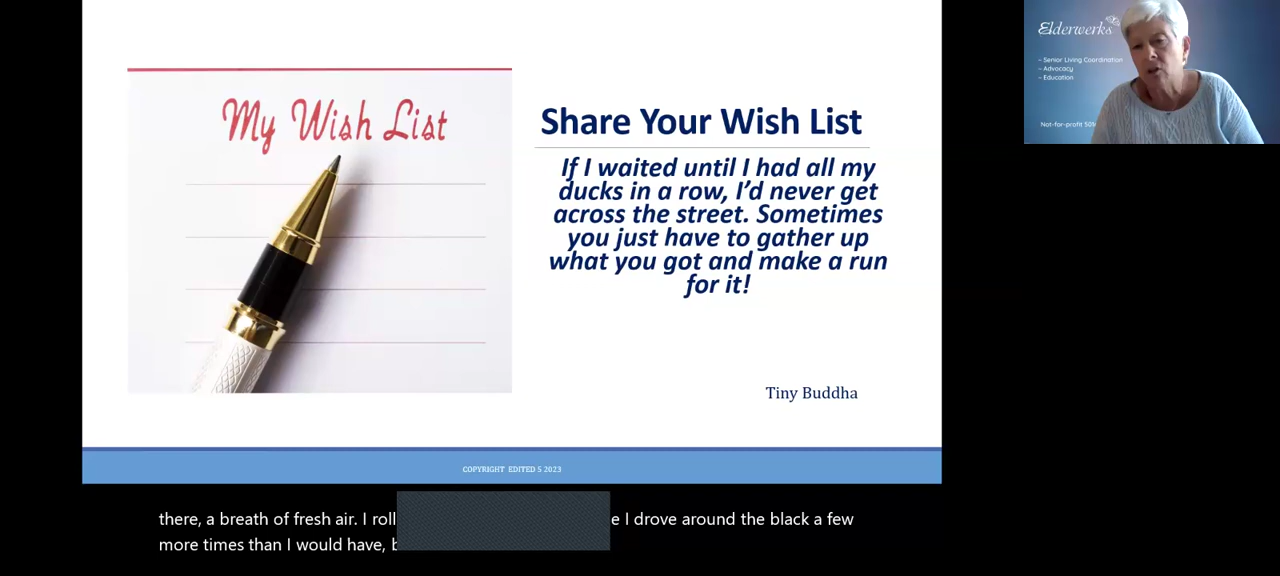 My Wish List
Share Your Wish List
If I waited until I had all my
ducks in a row, I'd never get
across the street. Sometimes
you just have to gather up
what you got and make a run
for it!
Tiny Buddha
COPYRIGHT EDITED 5 2023
Elderwerks
– Senior Living Coordination
– Advocacy
– Education
Not-for-profit
there, a breath of fresh air. I I drove around the black a few
more times than I would have,